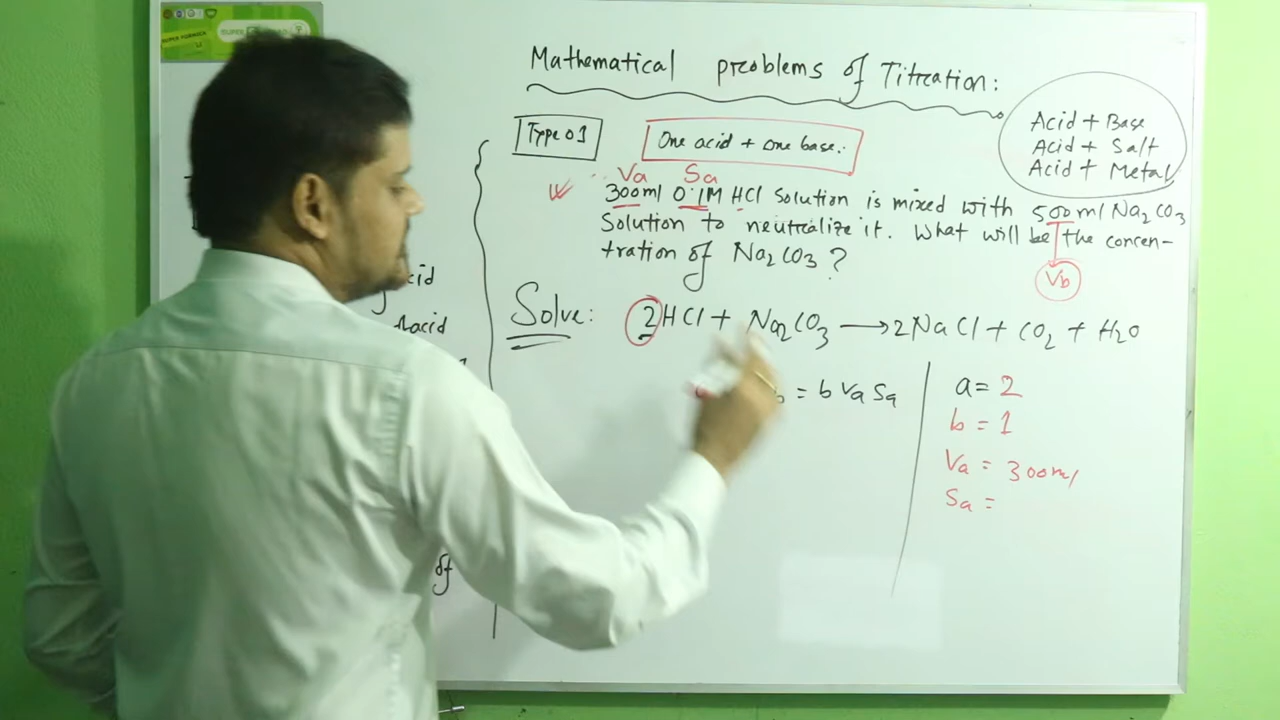 SUPER FORMULA
SUPER
Mathematical problems of Titration:
Type 01
One acid + one base:
Acid + Base
Acid + Salt
Acid + Metal
Va Sa
300ml 0.1M HCl Solution is mixed with 500ml Na2CO3
Solution to neutralize it. What will be the concen-
tration of Na2CO3?
Vb
Solve: 2HCl + Na2CO3 → 2NaCl + CO2 + H2O
= b Va Sa
a = 2
b = 1
Va = 300ml
Sa =
acid
acid
of